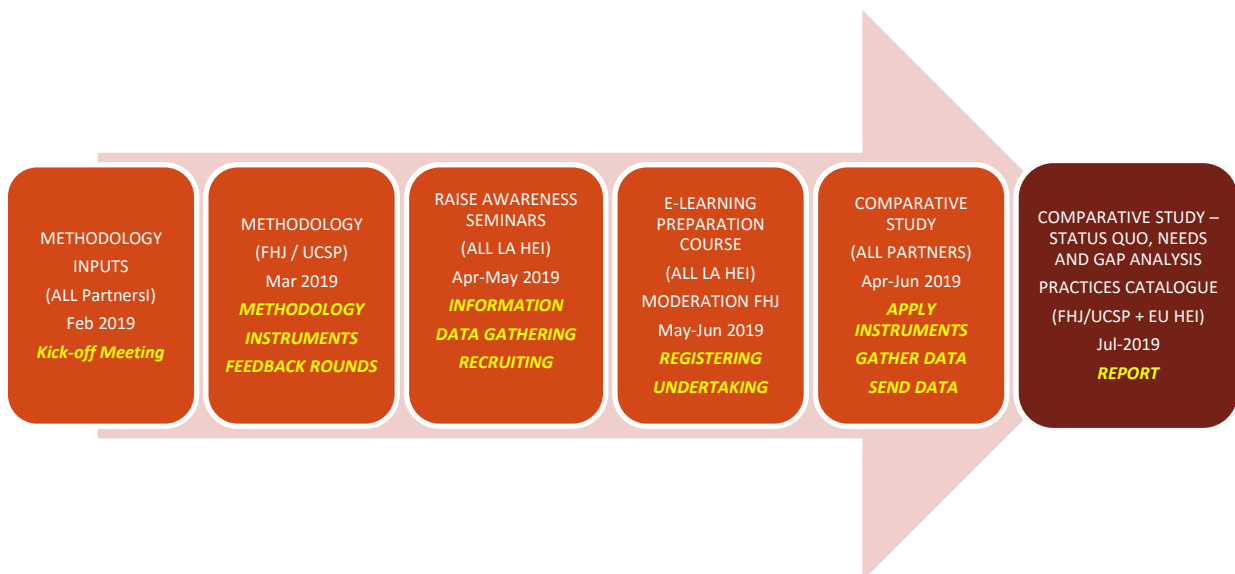 METHODOLOGY
INPUTS
(ALL PartnersI)
Feb 2019
Kick-off Meeting
METHODOLOGY
(FHJ / UCSP)
Mar 2019
METHODOLOGY
INSTRUMENTS
FEEDBACK ROUNDS
RAISE AWARENESS
SEMINARS
(ALL LA HEI)
Apr-May 2019
INFORMATION
DATA GATHERING
RECRUITING
E-LEARNING
PREPARATION
COURSE
(ALL LA HEI)
MODERATION FHJ
May-Jun 2019
REGISTERING
UNDERTAKING
COMPARATIVE
STUDY
(ALL PARTNERS)
Apr-Jun 2019
APPLY
INSTRUMENTS
GATHER DATA
SEND DATA
COMPARATIVE STUDY –
STATUS QUO, NEEDS
AND GAP ANALYSIS
PRACTICES CATALOGUE
(FHJ/UCSP + EU HEI)
Jul-2019
REPORT